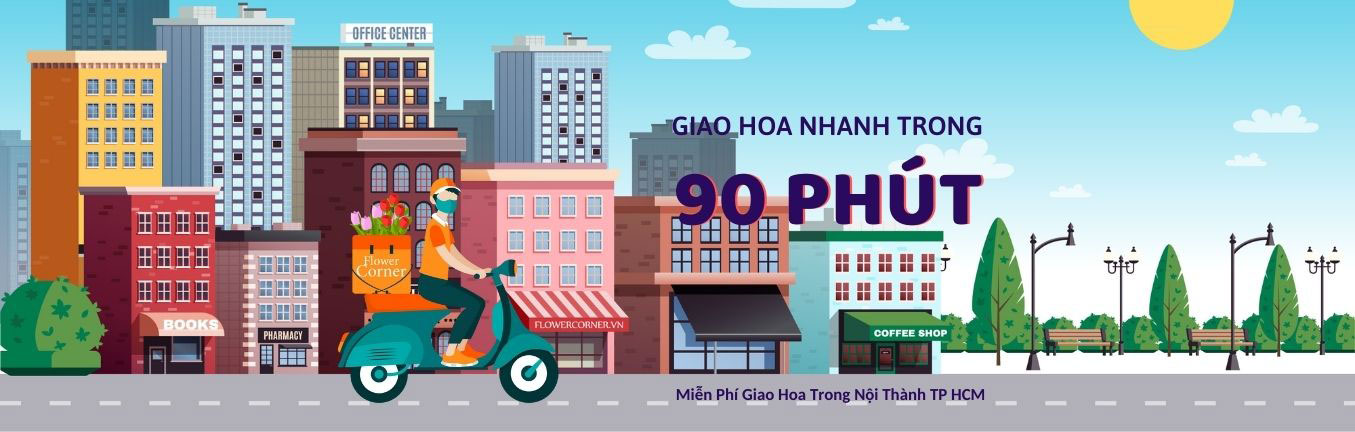 OFFICE CENTER
GIAO HOA NHANH TRONG
90 PHÚT
Flower
Corner
BOOKS
PHARMACY
FLOWERCORNER.VN
COFFEE SHOP
Miễn Phí Giao Hoa Trong Nội Thành TP HCM